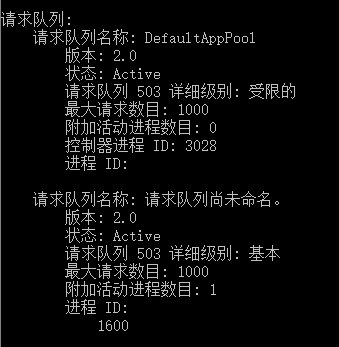 请求队列:
请求队列名称: DefaultAppPool
版本: 2.0
状态: Active
请求队列 503 详细级别: 受限的
最大请求数目: 1000
附加活动进程数目: 0
控制器进程 ID: 3028
进程 ID:
请求队列名称: 请求队列尚未命名。
版本: 2.0
状态: Active
请求队列 503 详细级别: 基本
最大请求数目: 1000
附加活动进程数目: 1
进程 ID:
1600